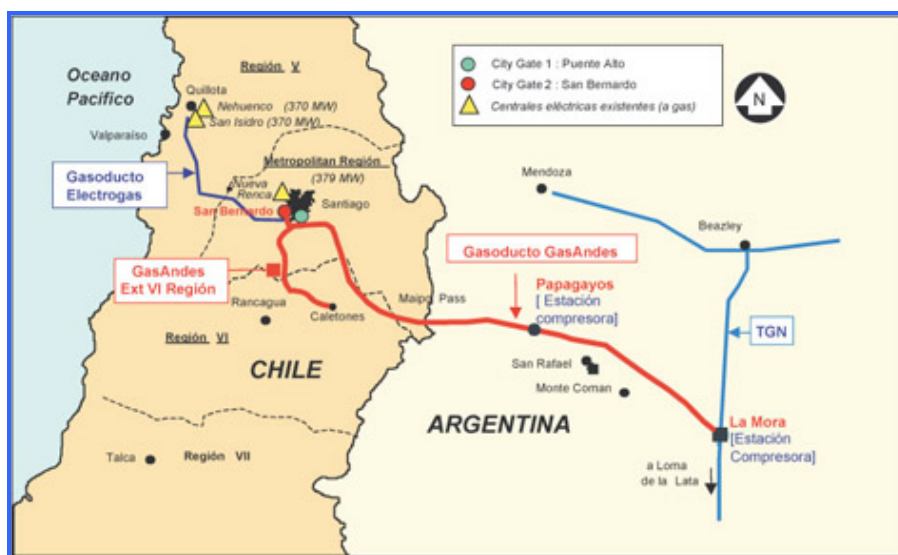 Oceano
Pacífico
Región V
Quillota
Nehuenco (370 MW)
San Isidro (370 MW)
Valparaíso
Gasoducto
Electrogas
Metropolitan Región
(379 MW)
Nueva
Renca
San Bernardo
Santiago
GasAndes
Ext VI Región
Rancagua
Caletones
Maipo Pass
Región VI
CHILE
Talca
Región VII
City Gate 1 : Puente Alto
City Gate 2 : San Bernardo
Centrales eléctricas existentes (a gas)
N
Mendoza
Beazley
Gasoducto GasAndes
Papagayos
[ Estación
compresora]
TGN
San Rafael
Monte Coman
ARGENTINA
La Mora
[Estación
Compresora]
a Loma
de la Lata